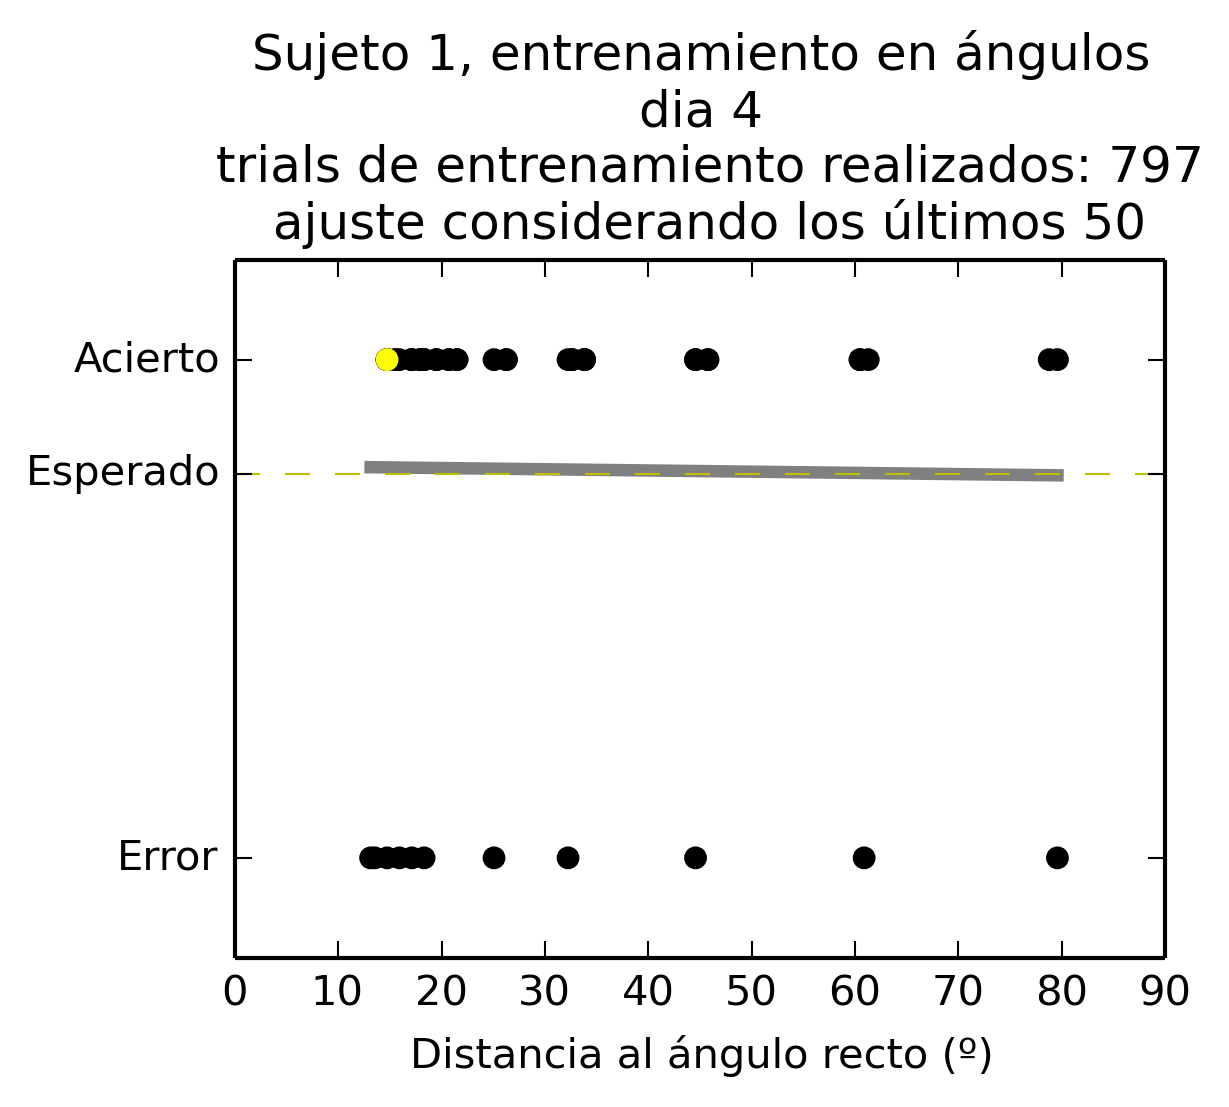 Sujeto 1, entrenamiento en ángulos
dia 4
trials de entrenamiento realizados: 797
ajuste considerando los últimos 50
Acierto
Esperado
Error
0 10 20 30 40 50 60 70 80 90
Distancia al ángulo recto (º)